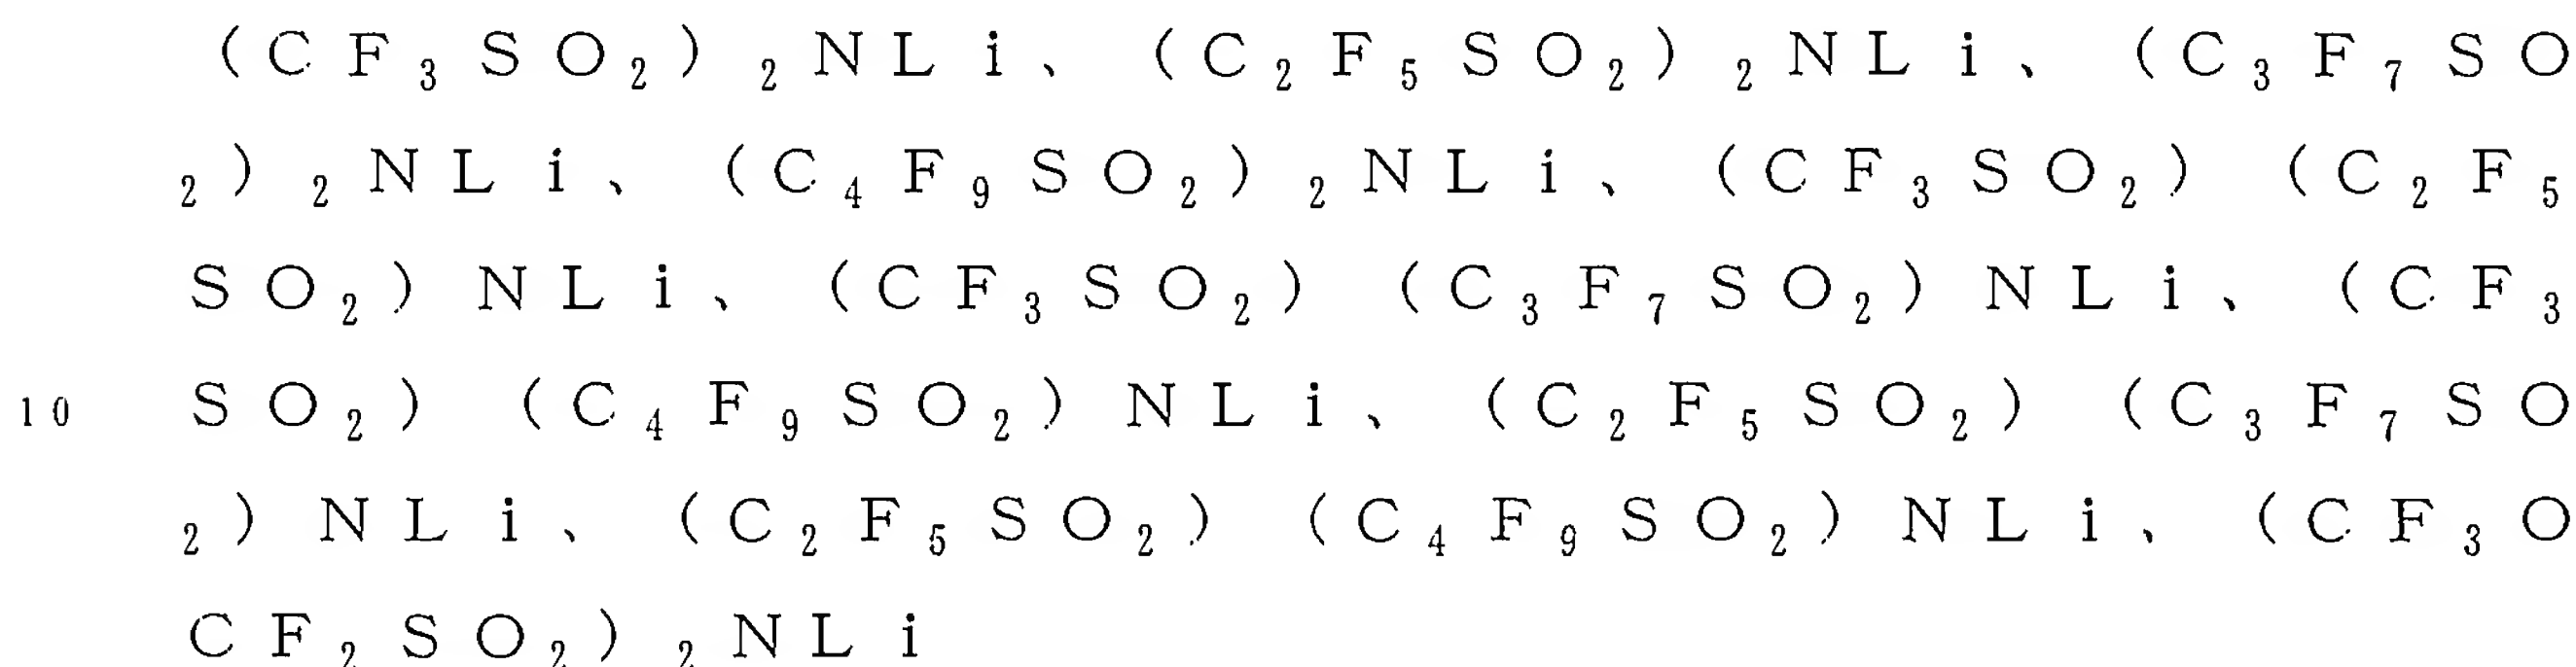 (CF₃SO₂)₂NLi、(C₂F₅SO₂)₂NLi、(C₃F₇SO
₂)₂NLi、(C₄F₉SO₂)₂NLi、(CF₃SO₂)(C₂F₅
SO₂)NLi、(CF₃SO₂)(C₃F₇SO₂)NLi、(CF₃
10 SO₂)(C₄F₉SO₂)NLi、(C₂F₅SO₂)(C₃F₇SO
₂)NLi、(C₂F₅SO₂)(C₄F₉SO₂)NLi、(CF₃O
CF₂SO₂)₂NLi